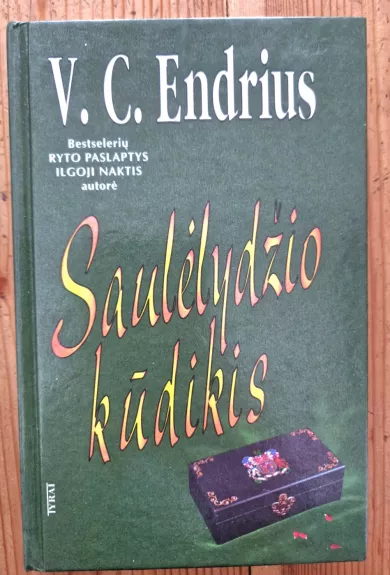 V. C. Endrius
Bestselerių
RYTO PASLAPTYS
ILGOJI NAKTIS
autorė
Saulėlydžio
kūdikis
TYRAI